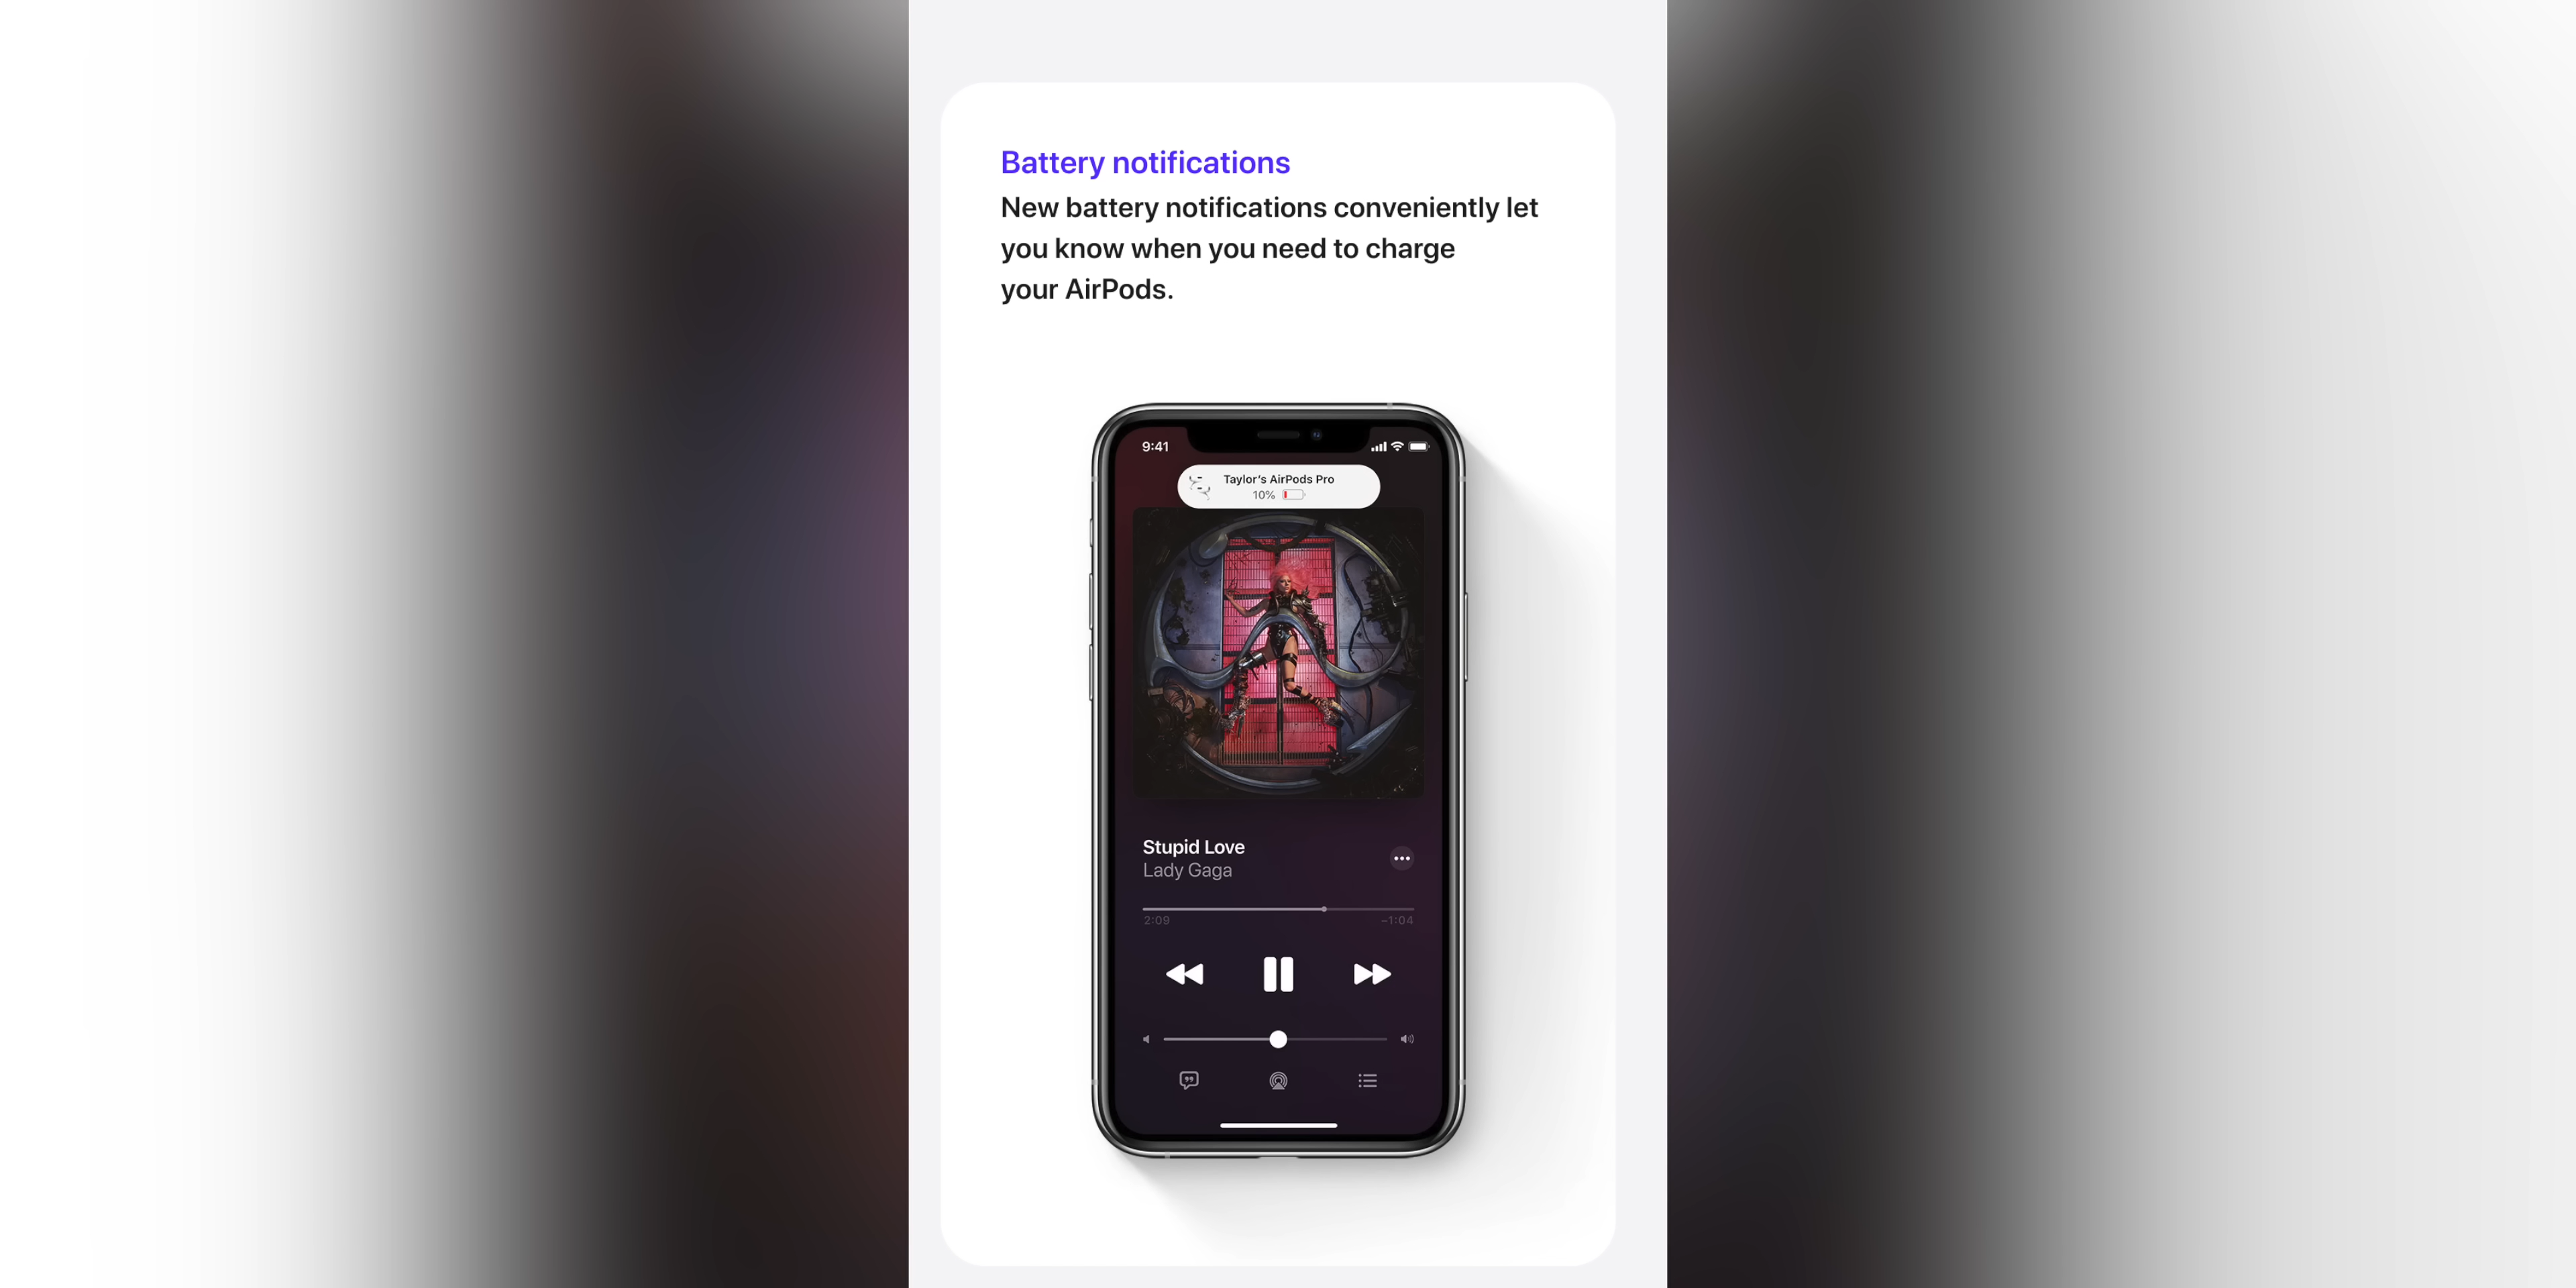 Battery notifications
New battery notifications conveniently let
you know when you need to charge
your AirPods.
9:41
Taylor’s AirPods Pro
10%
Stupid Love
Lady Gaga
2:09
–1:04